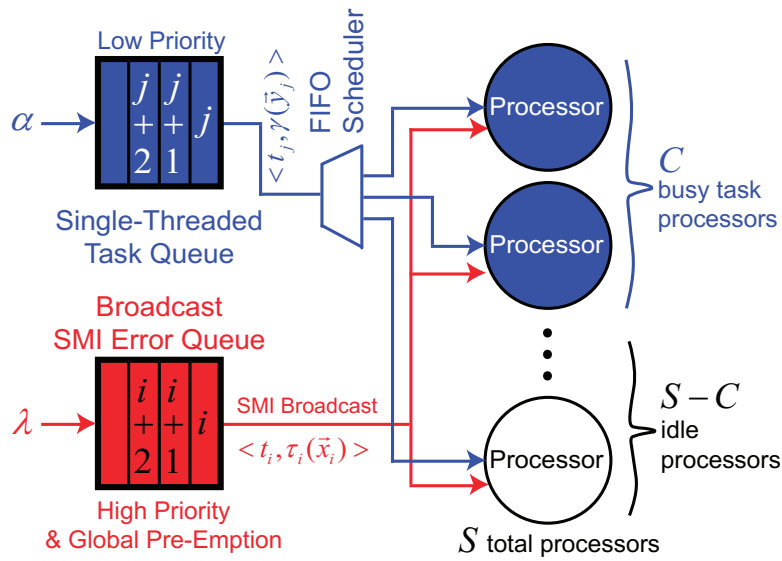 Low Priority
α
j+2
j+1
j
< t_j, γ(y⃗_j) >
FIFO
Scheduler
Single-Threaded
Task Queue
Broadcast
SMI Error Queue
λ
i+2
i+1
i
SMI Broadcast
< t_i, τ_i(x⃗_i) >
High Priority
& Global Pre-Emption
Processor
Processor
Processor
C
busy task
processors
S − C
idle
processors
S total processors